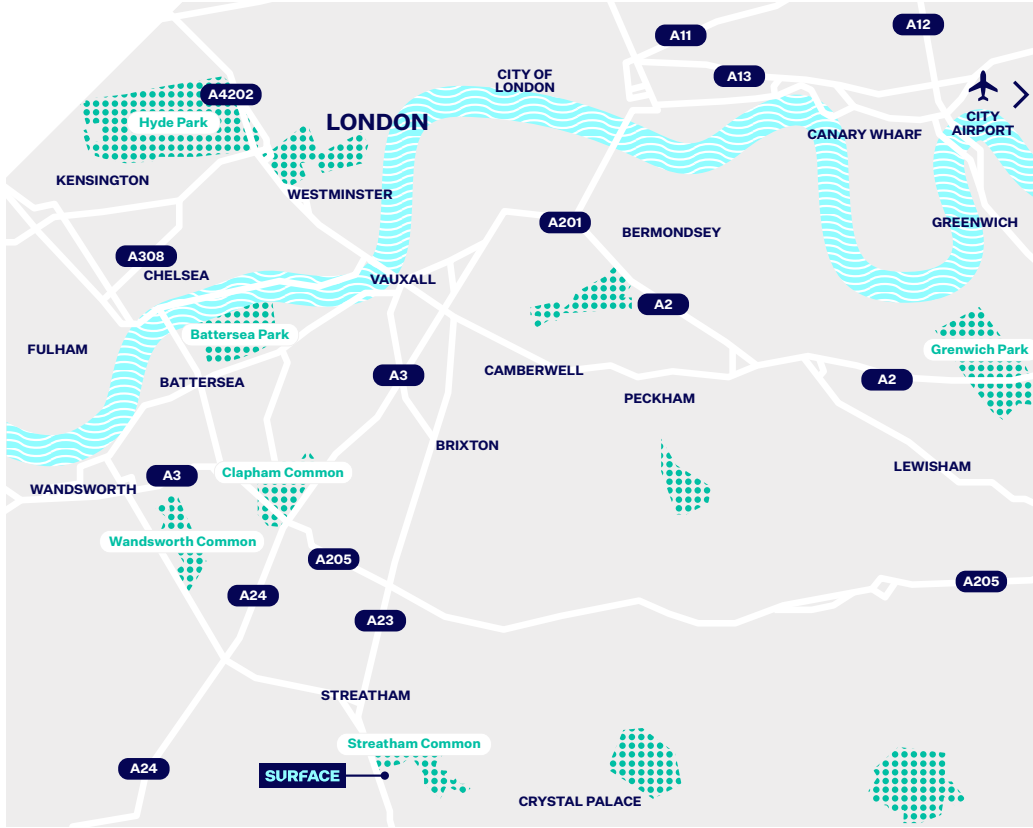 A12
A11
A13
CITY OF
LONDON
A4202
Hyde Park
LONDON
CITY
AIRPORT
CANARY WHARF
KENSINGTON
WESTMINSTER
A201
BERMONDSEY
GREENWICH
A308
CHELSEA
VAUXALL
A2
Battersea Park
FULHAM
Grenwich Park
CAMBERWELL
A3
A2
BATTERSEA
PECKHAM
BRIXTON
LEWISHAM
Clapham Common
A3
WANDSWORTH
Wandsworth Common
A205
A205
A24
A23
STREATHAM
Streatham Common
A24
SURFACE
CRYSTAL PALACE